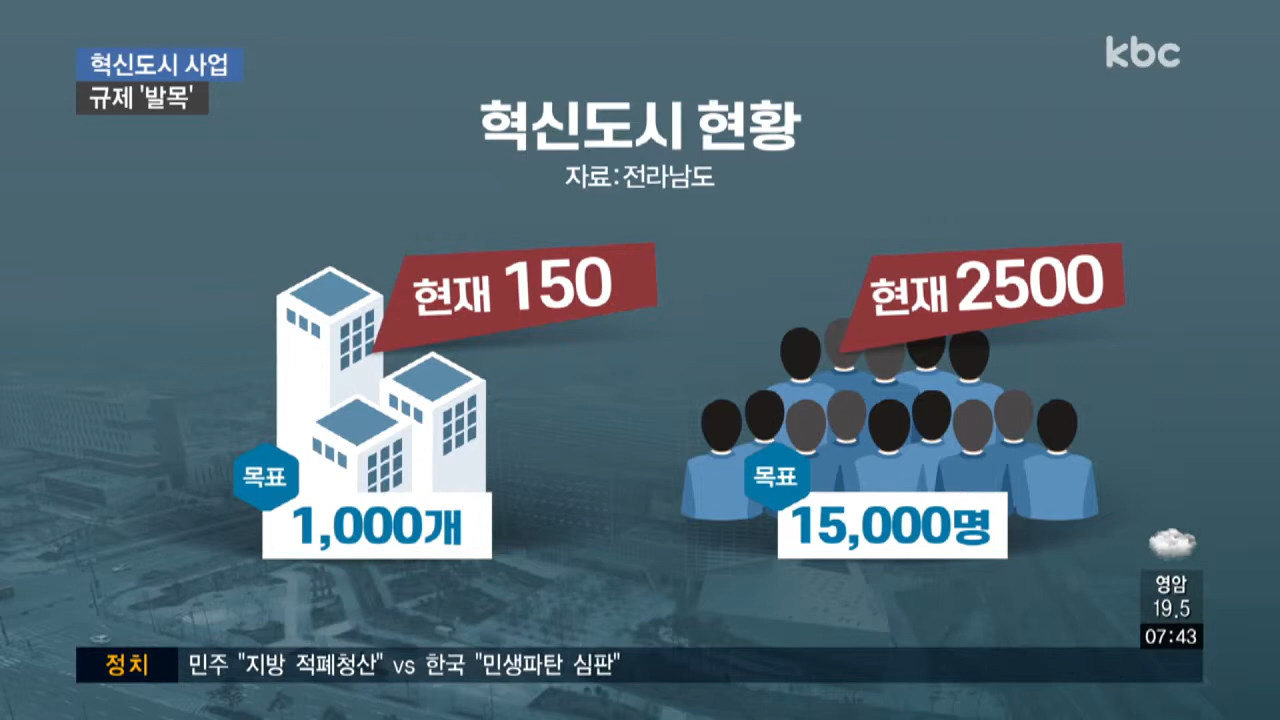 혁신도시 사업
규제 '발목'
kbc
혁신도시 현황
자료:전라남도
현재 150
현재 2500
목표
1,000개
목표
15,000명
영암
19.5
07:43
정치 민주 "지방 적폐청산" vs 한국 "민생파탄 심판"